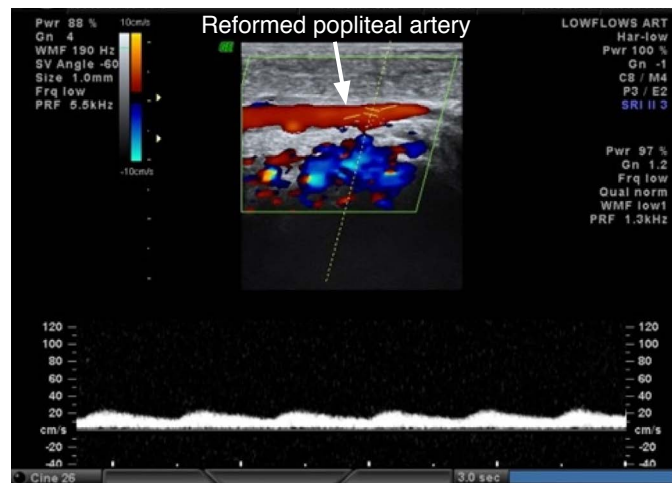 Reformed popliteal artery
Pwr 88 %
Gn 4
WMF 190 Hz
SV Angle -60
Size 1.0mm
Frq low
PRF 5.5kHz
10cm/s
-10cm/s
LOWFLOWS ART
Har-low
Pwr 100 %
Gn -1
C8 / M4
P3 / E2
SRI II 3
Pwr 97 %
Gn 1.2
Frq low
Qual norm
WMF low1
PRF 1.3kHz
120
100
80
60
40
20
cm/s
-20
-40
120
100
80
60
40
20
cm/s
-20
-40
Cine 26
3.0 sec